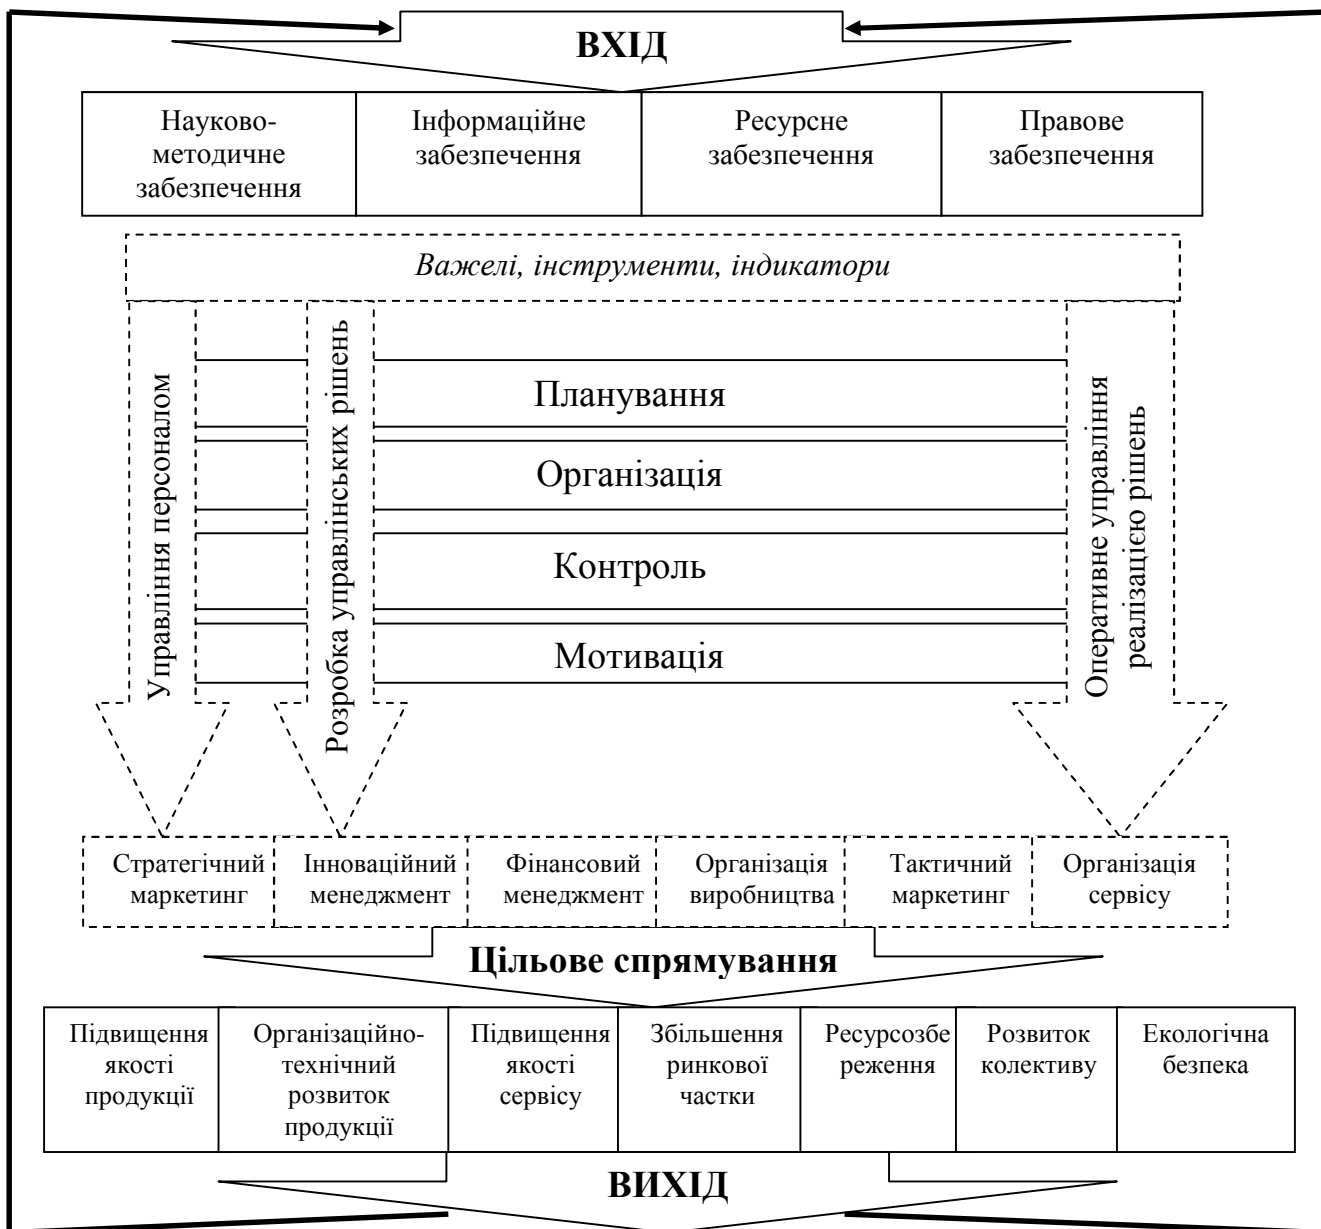 ВХІД
Науково-
методичне
забезпечення
Інформаційне
забезпечення
Ресурсне
забезпечення
Правове
забезпечення
Важелі, інструменти, індикатори
Управління персоналом
Розробка управлінських рішень
Планування
Організація
Контроль
Мотивація
Оперативне управління
реалізацією рішень
Стратегічний
маркетинг
Інноваційний
менеджмент
Фінансовий
менеджмент
Організація
виробництва
Тактичний
маркетинг
Організація
сервісу
Цільове спрямування
Підвищення
якості
продукції
Організаційно-
технічний
розвиток
продукції
Підвищення
якості
сервісу
Збільшення
ринкової
частки
Ресурсозбе
реження
Розвиток
колективу
Екологічна
безпека
ВИХІД